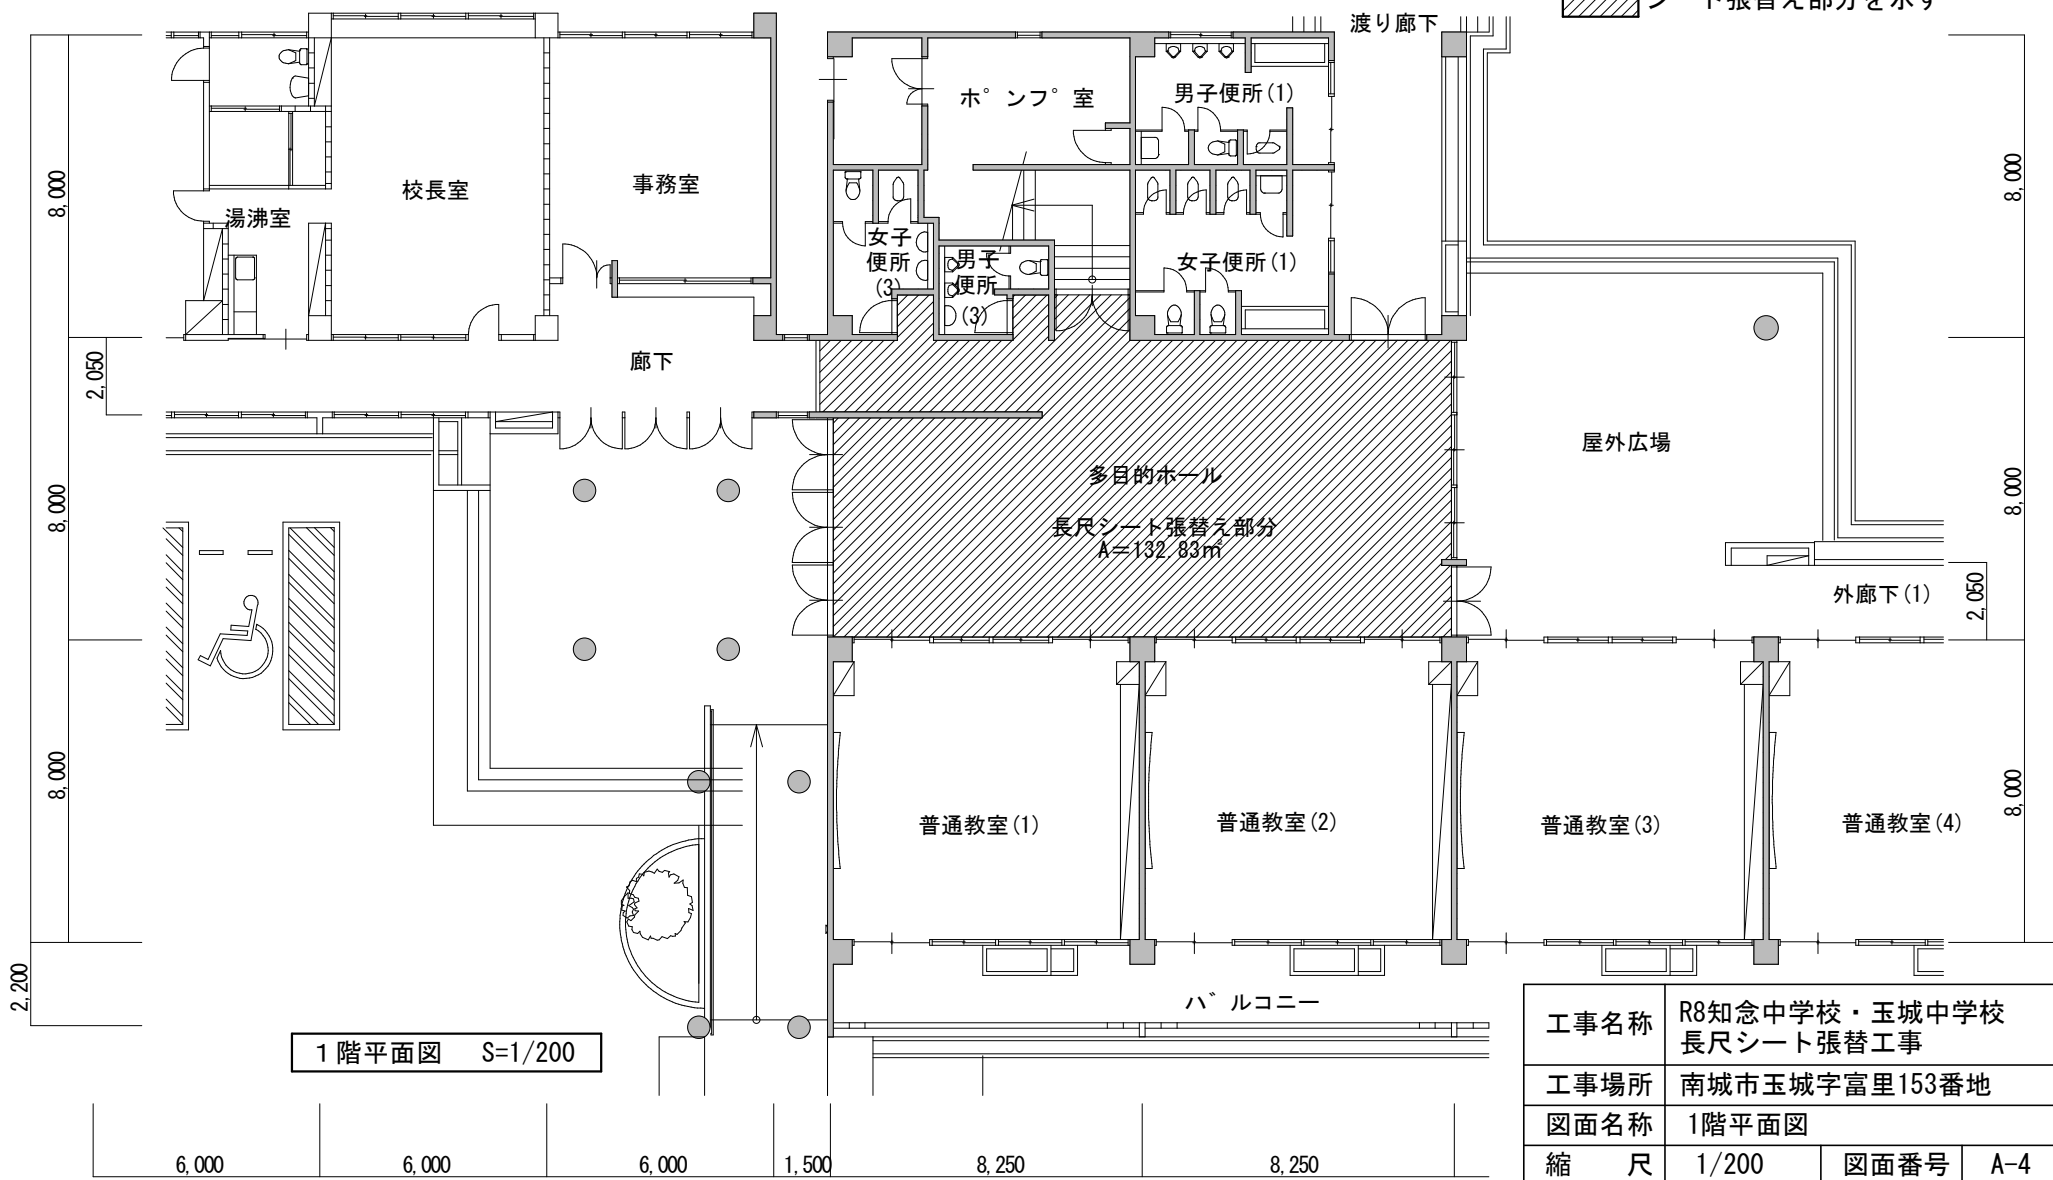 シート張替え部分を示す
渡り廊下
ポンプ室
男子便所(1)
校長室
事務室
湯沸室
女子
便所
(3)
男子
便所
(3)
女子便所(1)
廊下
屋外広場
多目的ホール
長尺シート張替え部分
A=132.83㎡
外廊下(1)
普通教室(1)
普通教室(2)
普通教室(3)
普通教室(4)
バルコニー
8,000
2,050
8,000
8,000
2,200
8,000
8,000
2,050
8,000
1階平面図 S=1/200
6,000
6,000
6,000
1,500
8,250
8,250
工事名称
R8知念中学校・玉城中学校
長尺シート張替工事
工事場所 南城市玉城字富里153番地
図面名称 1階平面図
縮 尺 1/200 図面番号 A-4